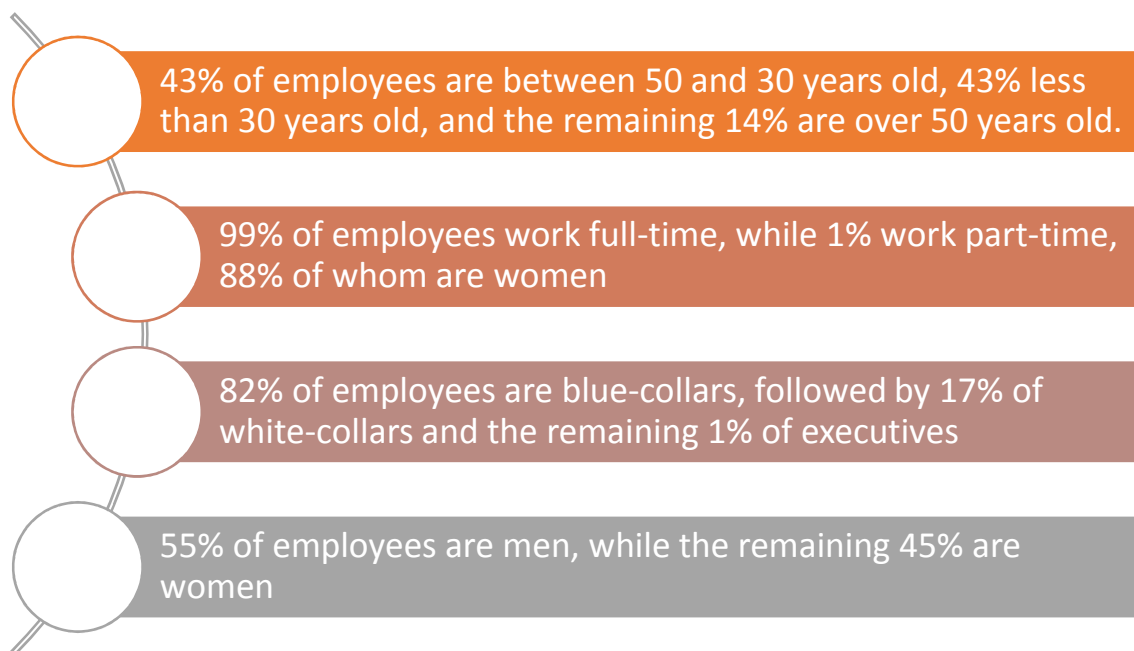 43% of employees are between 50 and 30 years old, 43% less
than 30 years old, and the remaining 14% are over 50 years old.
99% of employees work full-time, while 1% work part-time,
88% of whom are women
82% of employees are blue-collars, followed by 17% of
white-collars and the remaining 1% of executives
55% of employees are men, while the remaining 45% are
women